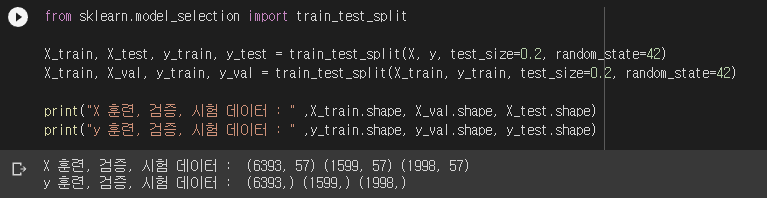 from sklearn.model_selection import train_test_split
X_train, X_test, y_train, y_test = train_test_split(X, y, test_size=0.2, random_state=42)
X_train, X_val, y_train, y_val = train_test_split(X_train, y_train, test_size=0.2, random_state=42)
print("X 훈련, 검증, 시험 데이터 : " ,X_train.shape, X_val.shape, X_test.shape)
print("y 훈련, 검증, 시험 데이터 : " ,y_train.shape, y_val.shape, y_test.shape)
X 훈련, 검증, 시험 데이터 :  (6393, 57) (1599, 57) (1998, 57)
y 훈련, 검증, 시험 데이터 :  (6393,) (1599,) (1998,)